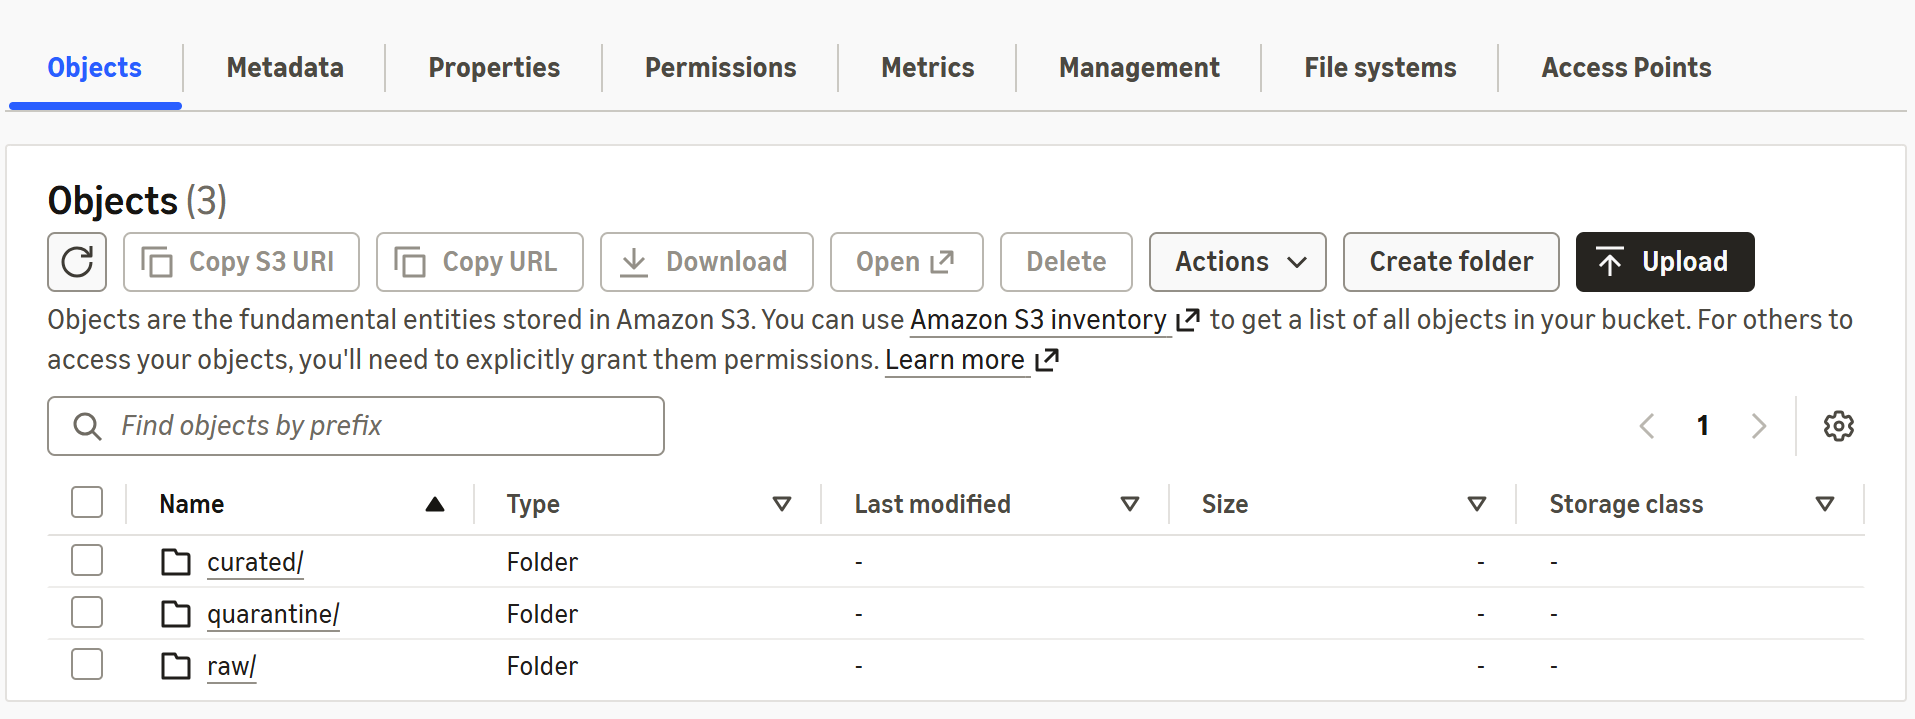 Objects Metadata Properties Permissions Metrics Management File systems Access Points
Objects (3)
Copy S3 URI Copy URL Download Open Delete Actions Create folder Upload
Objects are the fundamental entities stored in Amazon S3. You can use Amazon S3 inventory to get a list of all objects in your bucket. For others to
access your objects, you'll need to explicitly grant them permissions. Learn more
Find objects by prefix 1
Name Type Last modified Size Storage class
curated/ Folder - - -
quarantine/ Folder - - -
raw/ Folder - - -